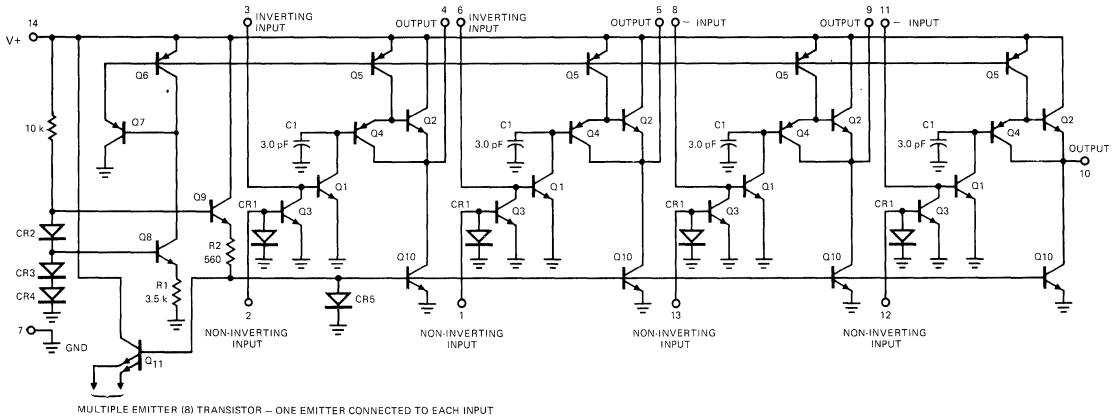 3 INVERTING INPUT
4
OUTPUT
6 INVERTING INPUT
5
OUTPUT
8 – INPUT
9
OUTPUT
11 – INPUT
14
V+
Q6
Q5
Q5
Q5
Q5
Q7
10 k
C1
3.0 pF
Q4
Q2
C1
3.0 pF
Q4
Q2
C1
3.0 pF
Q4
Q2
C1
3.0 pF
Q4
Q2
OUTPUT
10
Q9
CR1
Q3
Q1
CR1
Q3
Q1
CR1
Q3
Q1
CR1
Q3
Q1
CR2
Q8
R2
560
CR3
CR4
R1
3.5 k
CR5
Q10
Q10
Q10
Q10
7
GND
2
NON-INVERTING
INPUT
1
NON-INVERTING
INPUT
13
NON-INVERTING
INPUT
12
NON-INVERTING
INPUT
Q11
MULTIPLE EMITTER (8) TRANSISTOR – ONE EMITTER CONNECTED TO EACH INPUT